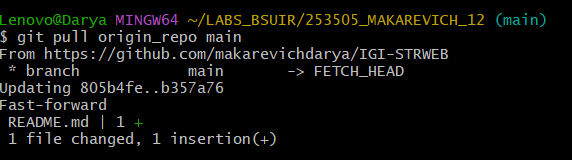 Lenovo@Darya MINGW64 ~/LABS_BSUIR/253505_MAKAREVICH_12 (main)
$ git pull origin_repo main
From https://github.com/makarevichdarya/IGI-STRWEB
 * branch            main       -> FETCH_HEAD
Updating 805b4fe..b357a76
Fast-forward
 README.md | 1 +
 1 file changed, 1 insertion(+)